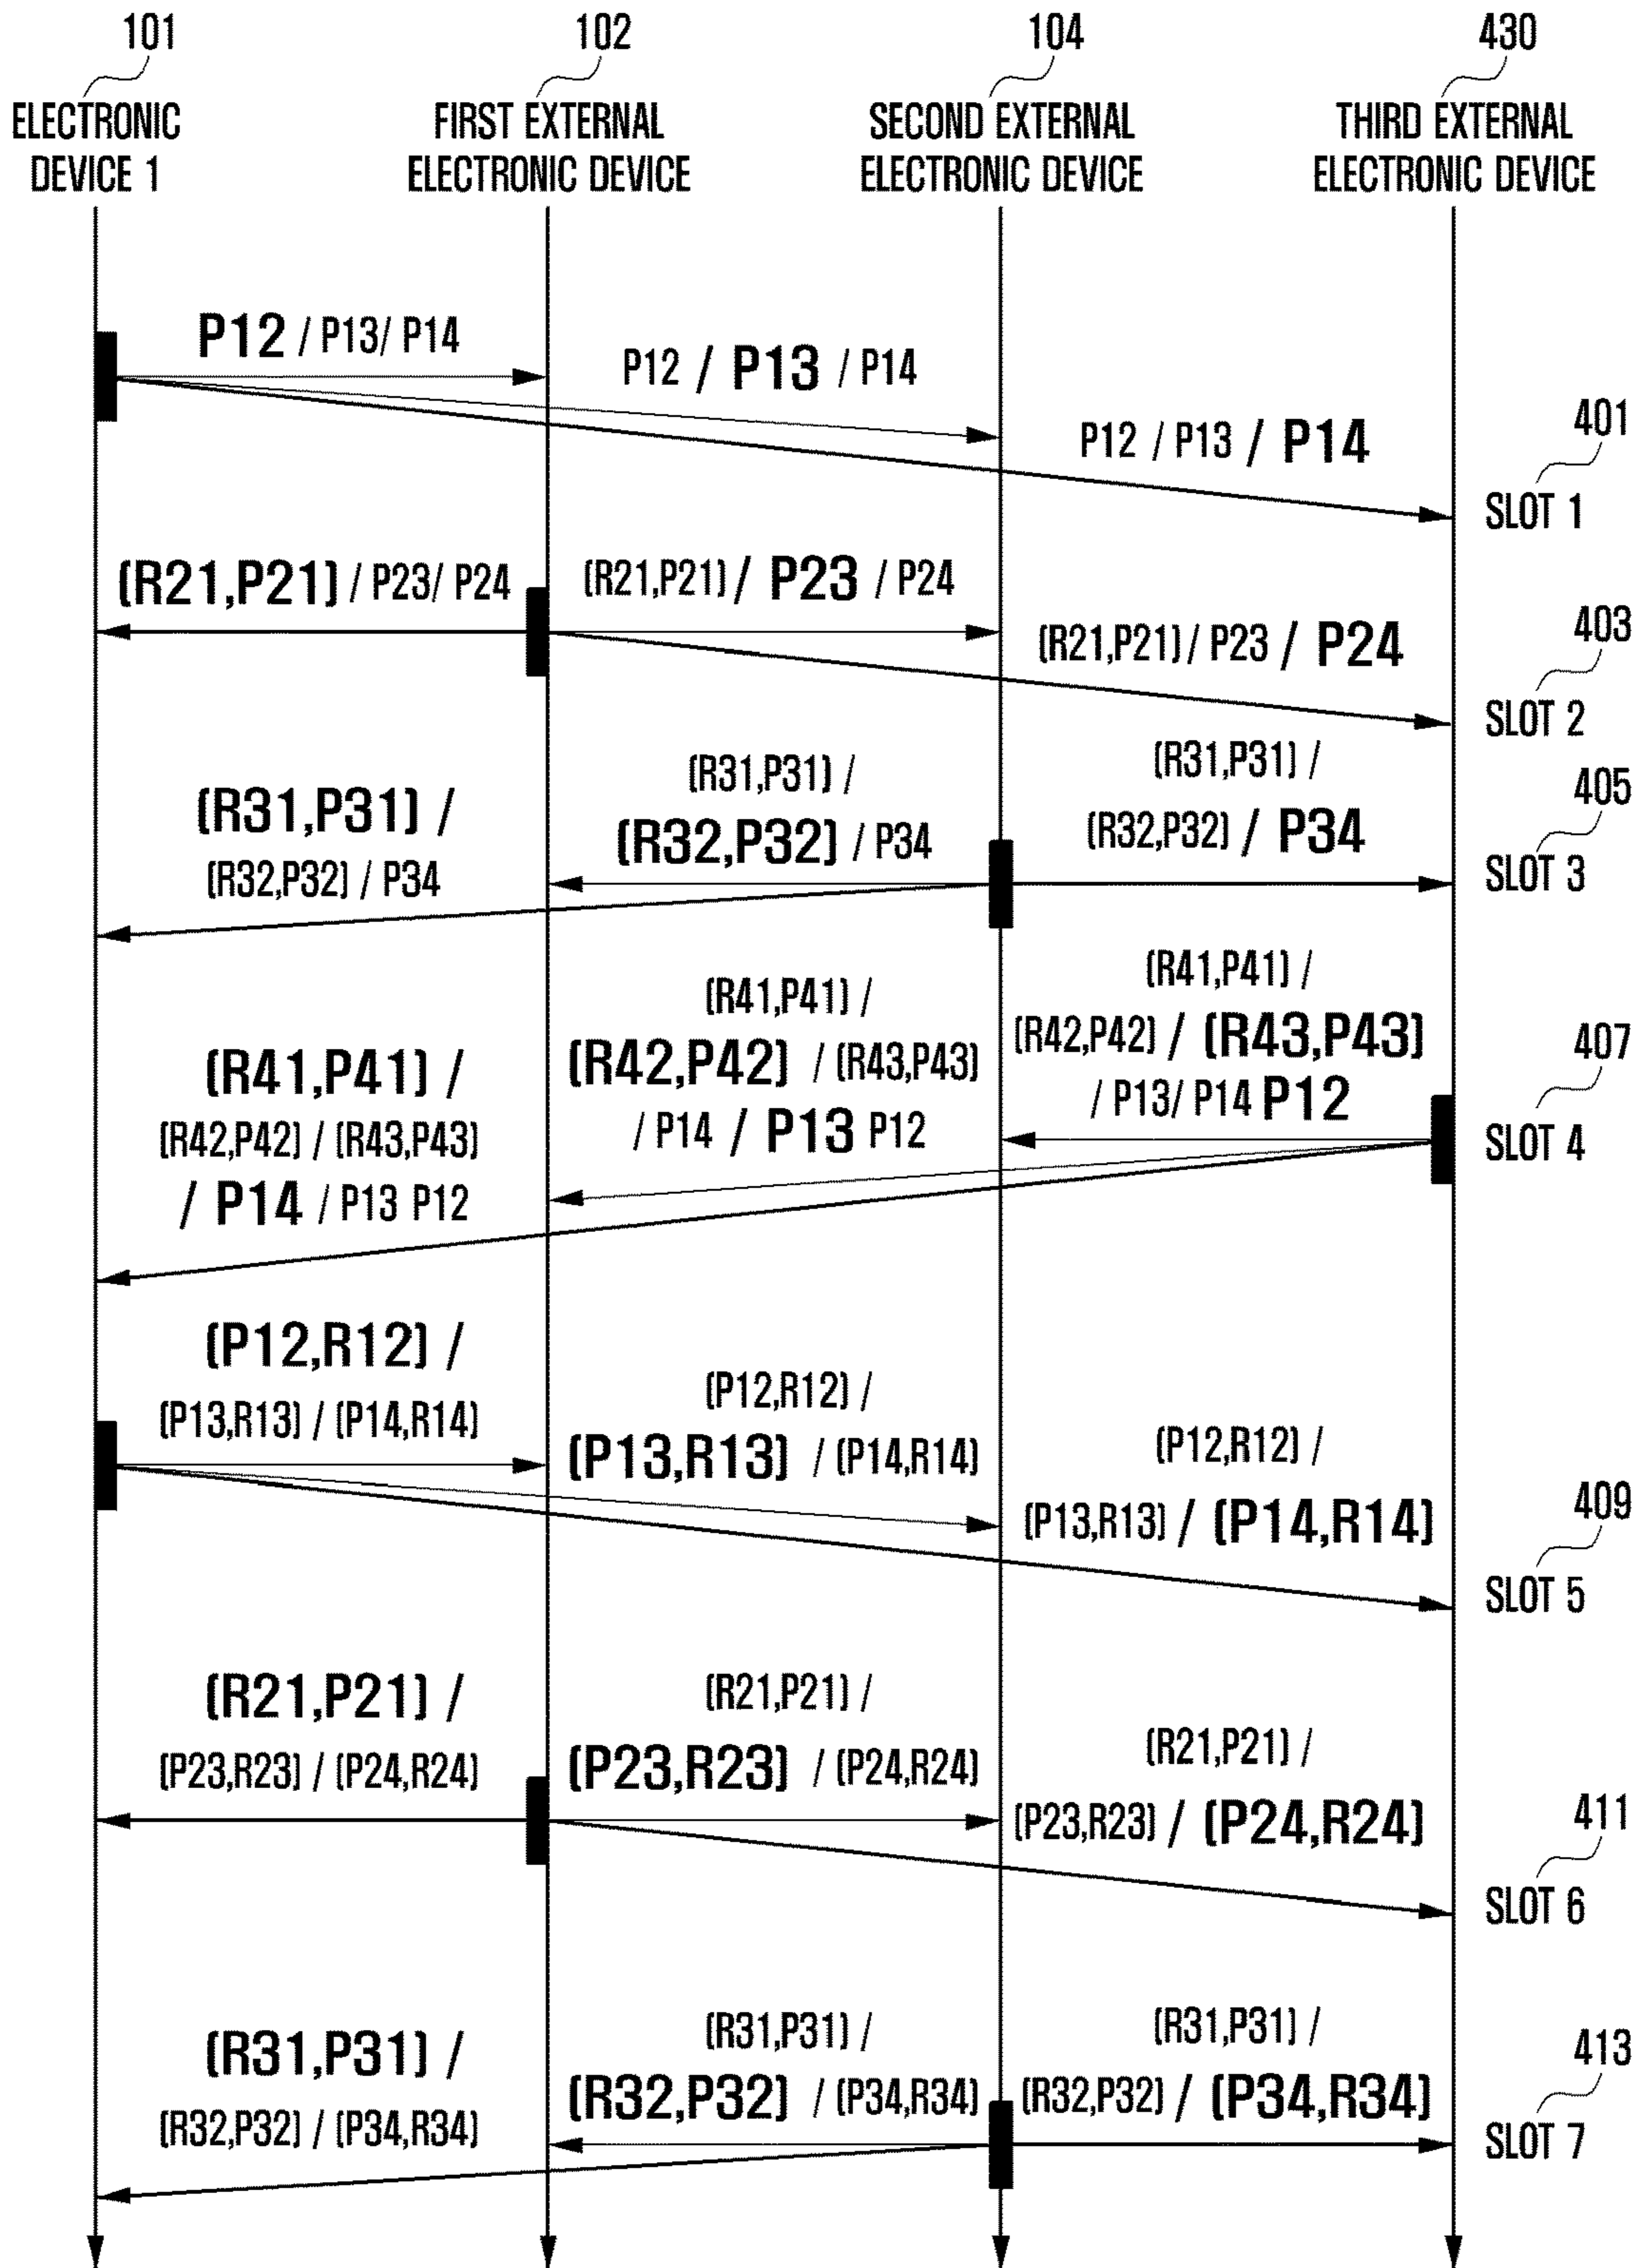 101 102 104 430
ELECTRONIC FIRST EXTERNAL SECOND EXTERNAL THIRD EXTERNAL
DEVICE 1 ELECTRONIC DEVICE ELECTRONIC DEVICE ELECTRONIC DEVICE
P12 / P13/ P14
P12 / P13 / P14
401
P12 / P13 / P14
SLOT 1
(R21,P21) / P23/ P24
(R21,P21) / P23 / P24
403
(R21,P21) / P23 / P24
SLOT 2
(R31,P31) /
(R32,P32) / P34
(R31,P31) /
(R32,P32) / P34
(R31,P31) /
(R32,P32) / P34
405
SLOT 3
(R41,P41) /
(R42,P42) / (R43,P43)
/ P14 / P13 P12
(R41,P41) /
(R42,P42) / (R43,P43)
/ P14 / P13 P12
(R41,P41) /
(R42,P42) / (R43,P43)
/ P13/ P14 P12
407
SLOT 4
(P12,R12) /
(P13,R13) / (P14,R14)
(P12,R12) /
(P13,R13) / (P14,R14)
(P12,R12) /
(P13,R13) / (P14,R14)
409
SLOT 5
(R21,P21) /
(P23,R23) / (P24,R24)
(R21,P21) /
(P23,R23) / (P24,R24)
(R21,P21) /
(P23,R23) / (P24,R24)
411
SLOT 6
(R31,P31) /
(R32,P32) / (P34,R34)
(R31,P31) /
(R32,P32) / (P34,R34)
(R31,P31) /
(R32,P32) / (P34,R34)
413
SLOT 7